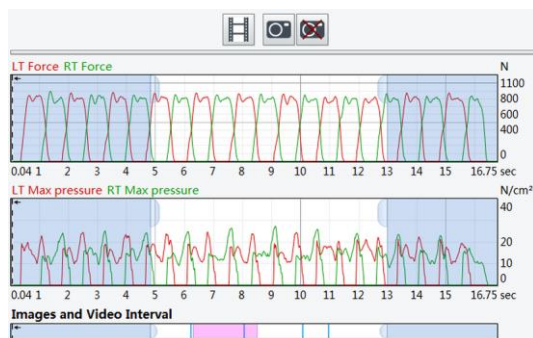 LT Force RT Force
N
1100
800
600
400
0
0.04 1 2 3 4 5 6 7 8 9 10 11 12 13 14 15 16.75 sec
LT Max pressure RT Max pressure
N/cm²
40
20
10
0
0.04 1 2 3 4 5 6 7 8 9 10 11 12 13 14 15 16.75 sec
Images and Video Interval